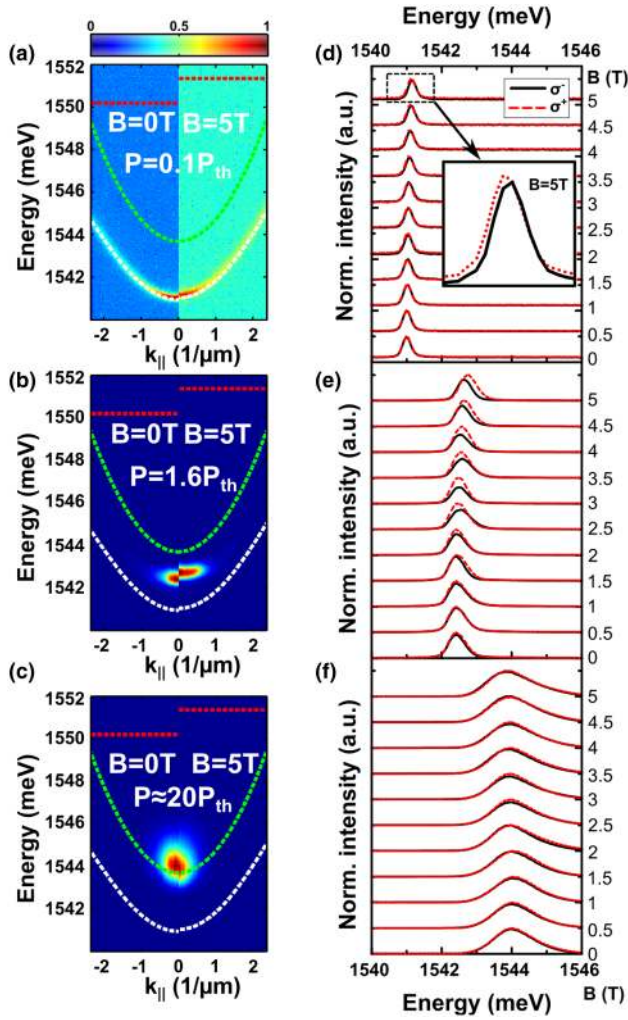 0 0.5 1
(a)
1552
1550
1548
1546
1544
1542
Energy (meV)
B=0T B=5T
P=0.1Pth
-2 -1 0 1 2
k|| (1/μm)
(b)
1552
1550
1548
1546
1544
1542
Energy (meV)
B=0T B=5T
P=1.6Pth
-2 -1 0 1 2
k|| (1/μm)
(c)
1552
1550
1548
1546
1544
1542
Energy (meV)
B=0T B=5T
P≈20Pth
-2 -1 0 1 2
k|| (1/μm)
Energy (meV)
1540 1542 1544 1546
(d)
B (T)
σ-
σ+
B=5T
Norm. intensity (a.u.)
5
4.5
4
3.5
3
2.5
2
1.5
1
0.5
0
(e)
Norm. intensity (a.u.)
5
4.5
4
3.5
3
2.5
2
1.5
1
0.5
0
(f)
Norm. intensity (a.u.)
5
4.5
4
3.5
3
2.5
2
1.5
1
0.5
0
1540 1542 1544 1546
B (T)
Energy (meV)